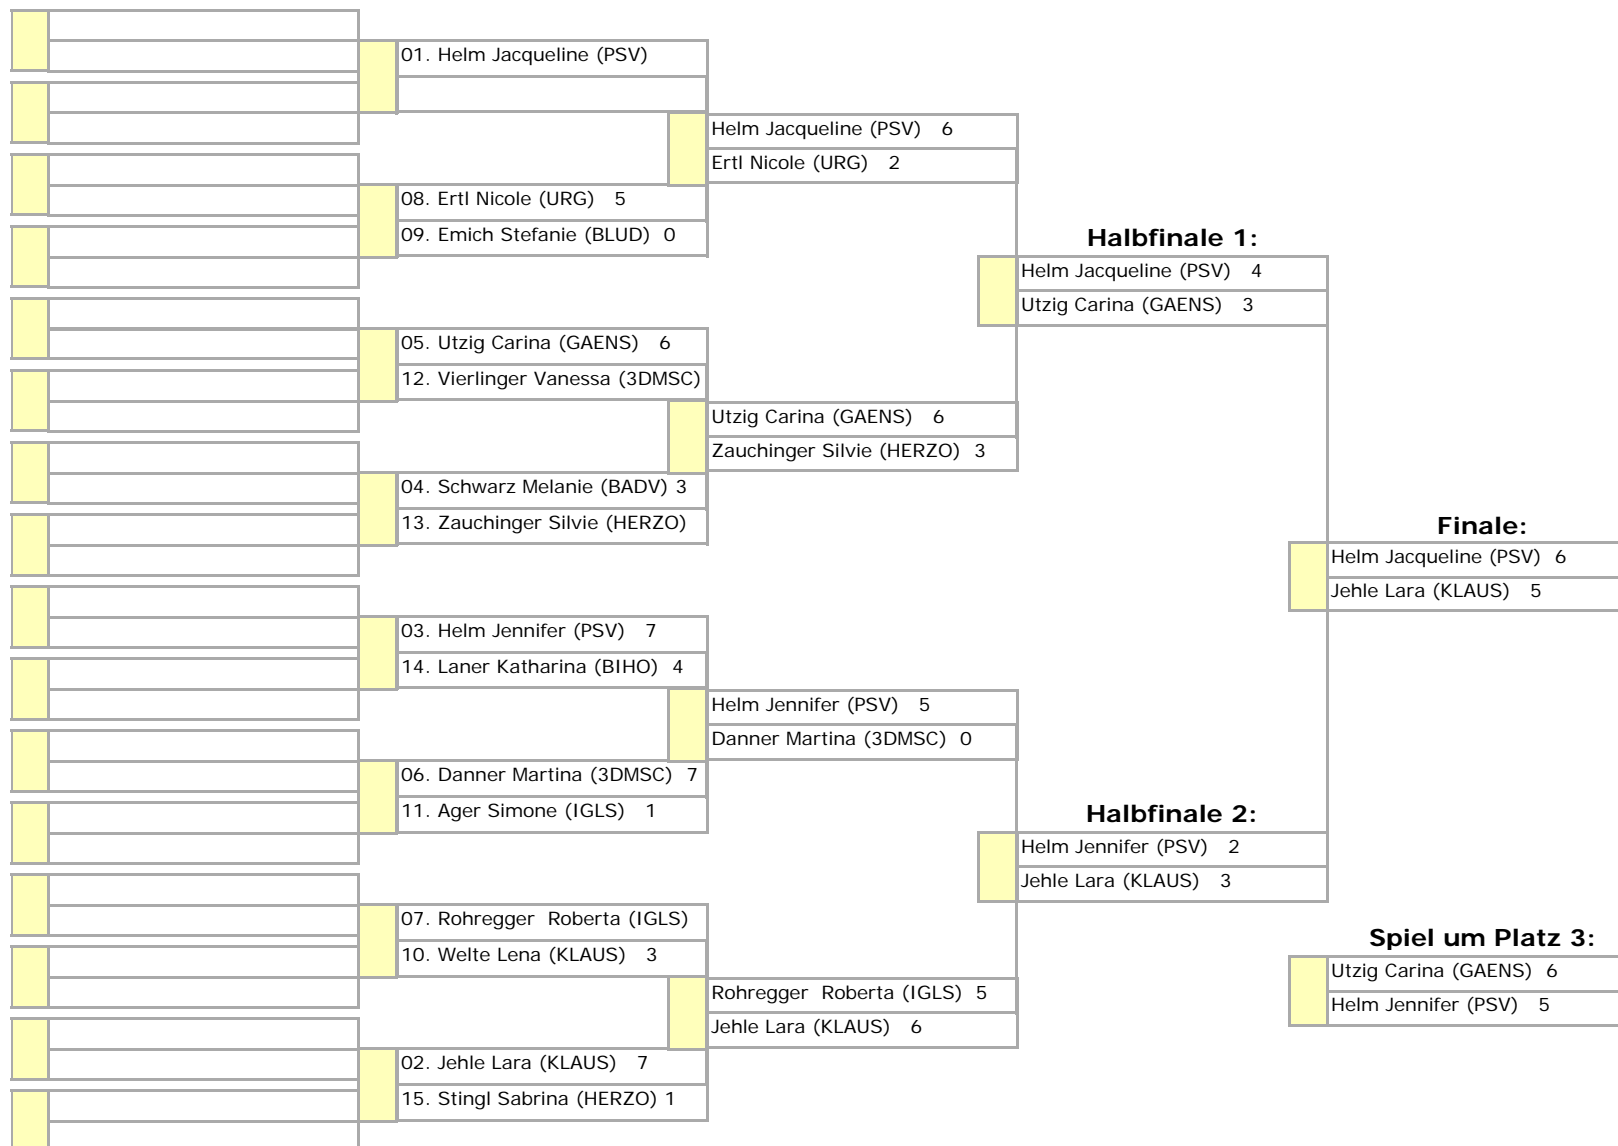 01. Helm Jacqueline (PSV)
08. Ertl Nicole (URG) 5
09. Emich Stefanie (BLUD) 0
05. Utzig Carina (GAENS) 6
12. Vierlinger Vanessa (3DMSC)
04. Schwarz Melanie (BADV) 3
13. Zauchinger Silvie (HERZO)
03. Helm Jennifer (PSV) 7
14. Laner Katharina (BIHO) 4
06. Danner Martina (3DMSC) 7
11. Ager Simone (IGLS) 1
07. Rohregger Roberta (IGLS)
10. Welte Lena (KLAUS) 3
02. Jehle Lara (KLAUS) 7
15. Stingl Sabrina (HERZO) 1
Helm Jacqueline (PSV) 6
Ertl Nicole (URG) 2
Utzig Carina (GAENS) 6
Zauchinger Silvie (HERZO) 3
Helm Jennifer (PSV) 5
Danner Martina (3DMSC) 0
Rohregger Roberta (IGLS) 5
Jehle Lara (KLAUS) 6
Halbfinale 1:
Helm Jacqueline (PSV) 4
Utzig Carina (GAENS) 3
Halbfinale 2:
Helm Jennifer (PSV) 2
Jehle Lara (KLAUS) 3
Finale:
Helm Jacqueline (PSV) 6
Jehle Lara (KLAUS) 5
Spiel um Platz 3:
Utzig Carina (GAENS) 6
Helm Jennifer (PSV) 5